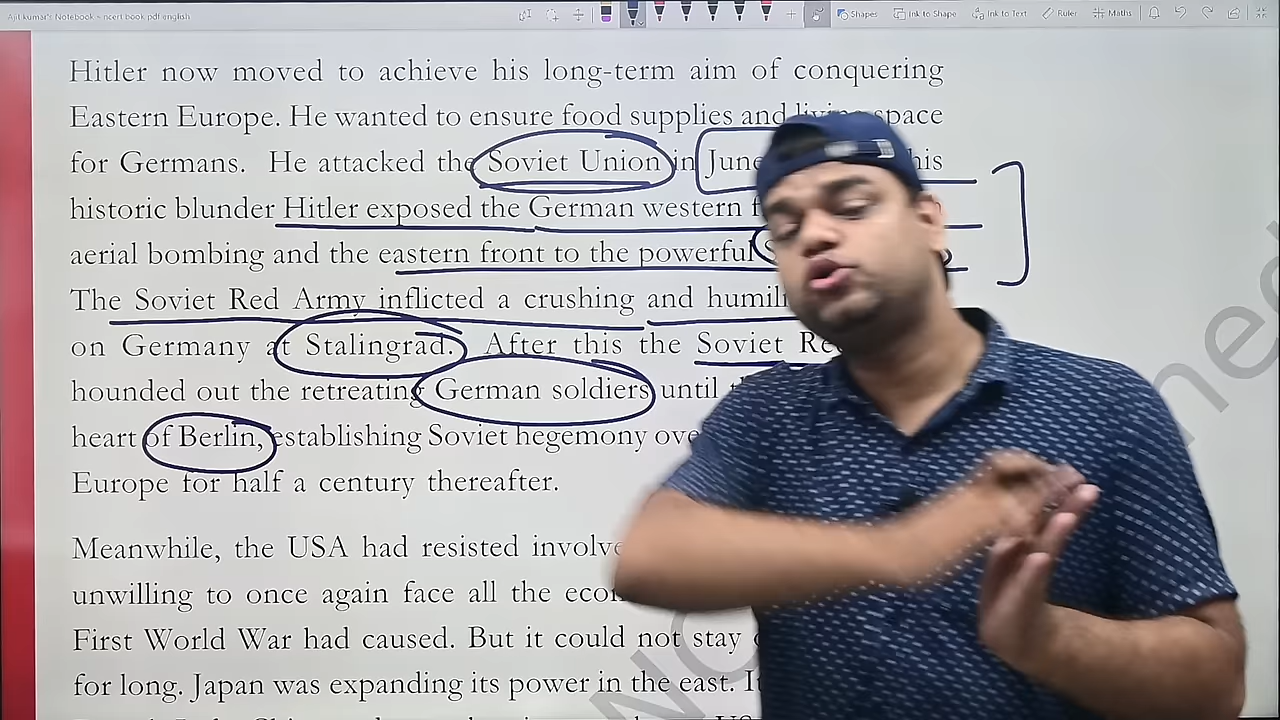 Ajit kumar's Notebook - ncert book pdf english
Shapes Ink to Shape Ink to Text Ruler Maths
Hitler now moved to achieve his long-term aim of conquering
Eastern Europe. He wanted to ensure food supplies and living space
for Germans. He attacked the Soviet Union in June his
historic blunder Hitler exposed the German western
aerial bombing and the eastern front to the powerful
The Soviet Red Army inflicted a crushing and
on Germany at Stalingrad. After this the Soviet
hounded out the retreating German soldiers until
heart of Berlin, establishing Soviet hegemony
Europe for half a century thereafter.
Meanwhile, the USA had resisted
unwilling to once again face all the
First World War had caused. But it could not stay
for long. Japan was expanding its power in the east.